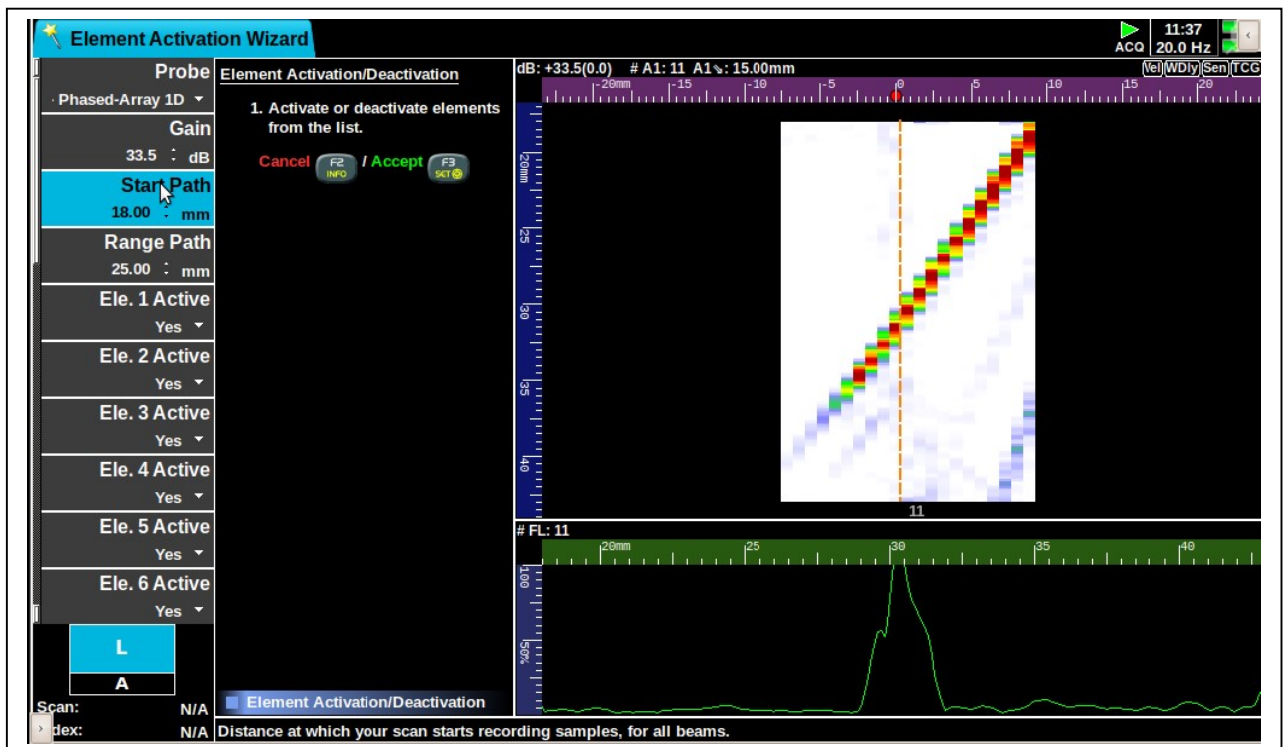 Element Activation Wizard
ACQ
11:37
20.0 Hz
Probe
Phased-Array 1D
Gain
33.5 dB
Start Path
18.00 mm
Range Path
25.00 mm
Ele. 1 Active
Yes
Ele. 2 Active
Yes
Ele. 3 Active
Yes
Ele. 4 Active
Yes
Ele. 5 Active
Yes
Ele. 6 Active
Yes
L
A
Scan: N/A
dex: N/A
Element Activation/Deactivation
1. Activate or deactivate elements
from the list.
Cancel F2 INFO / Accept F3 SET
Element Activation/Deactivation
dB: +33.5(0.0) # A1: 11 A1: 15.00mm
Vel WDly Sen TCG
-20mm -15 -10 -5 0 5 10 15 20
20mm
25
30
35
40
11
# FL: 11
20mm 25 30 35 40
100
50%
Distance at which your scan starts recording samples, for all beams.